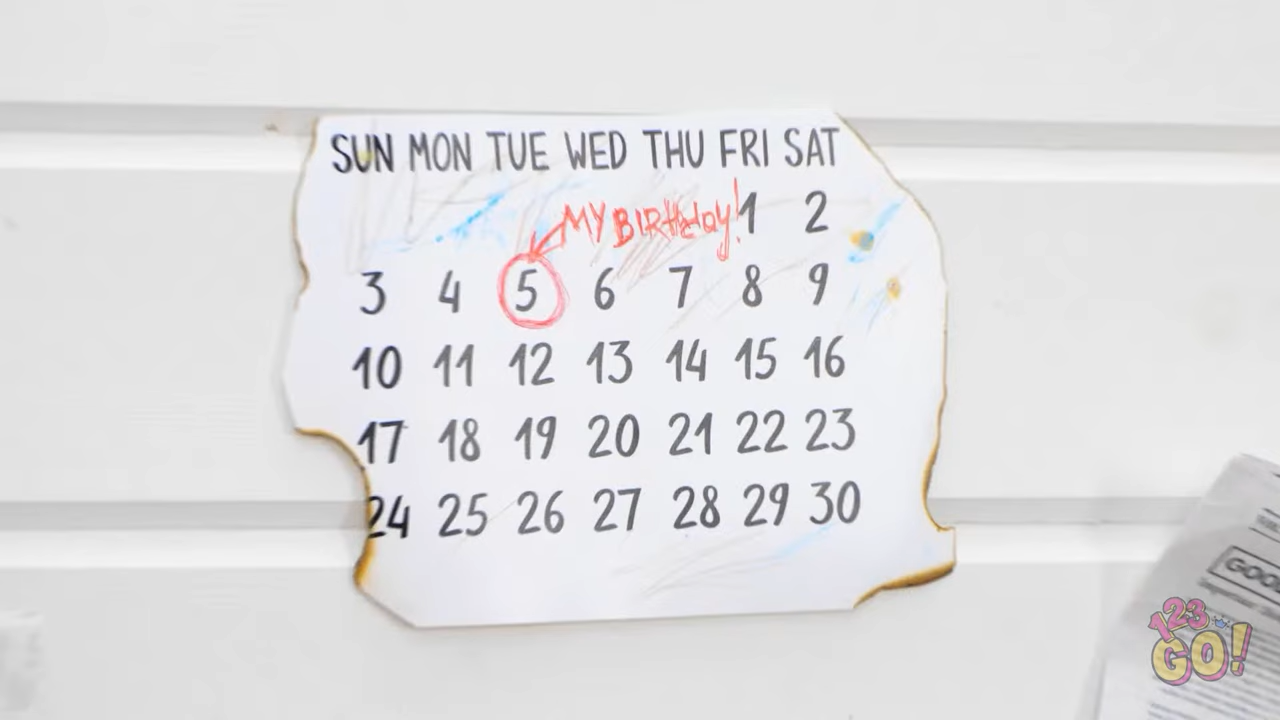 SUN MON TUE WED THU FRI SAT
MY BIRthday!
1 2
3 4 5 6 7 8 9
10 11 12 13 14 15 16
17 18 19 20 21 22 23
24 25 26 27 28 29 30
123
GO!